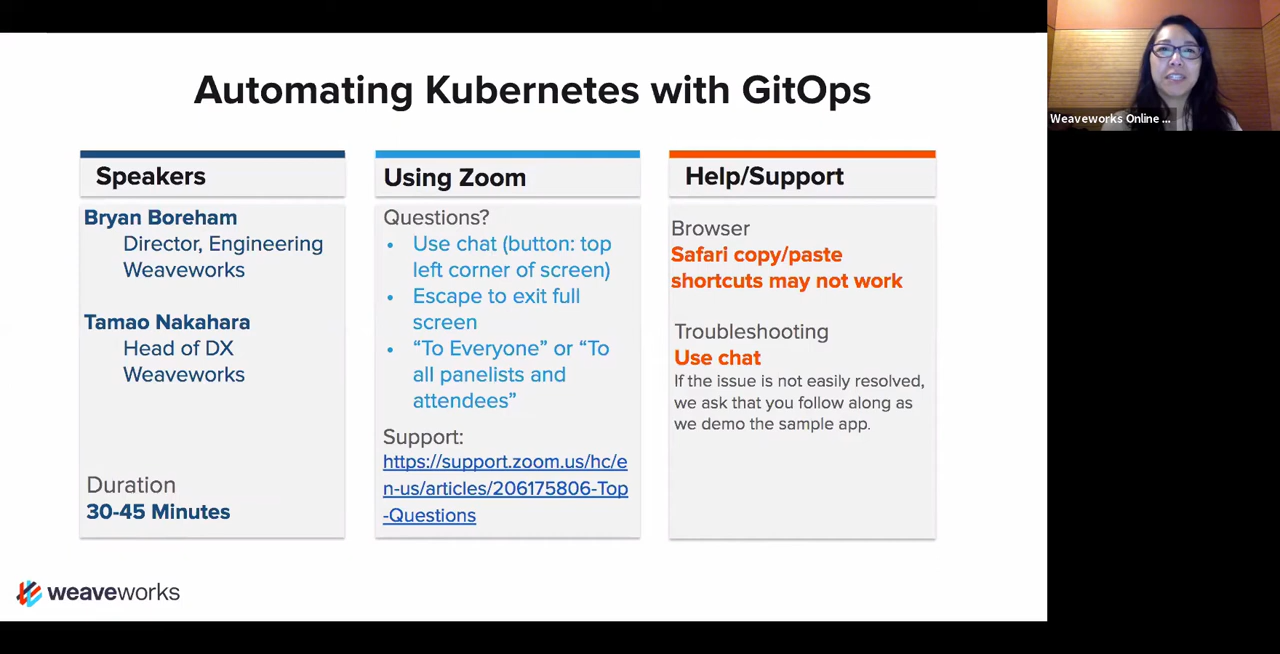 Automating Kubernetes with GitOps
Speakers
Bryan Boreham
Director, Engineering
Weaveworks
Tamao Nakahara
Head of DX
Weaveworks
Duration
30-45 Minutes
Using Zoom
Questions?
• Use chat (button: top
left corner of screen)
• Escape to exit full
screen
• “To Everyone” or “To
all panelists and
attendees”
Support:
https://support.zoom.us/hc/e
n-us/articles/206175806-Top
-Questions
Help/Support
Browser
Safari copy/paste
shortcuts may not work
Troubleshooting
Use chat
If the issue is not easily resolved,
we ask that you follow along as
we demo the sample app.
weaveworks
Weaveworks Online ...